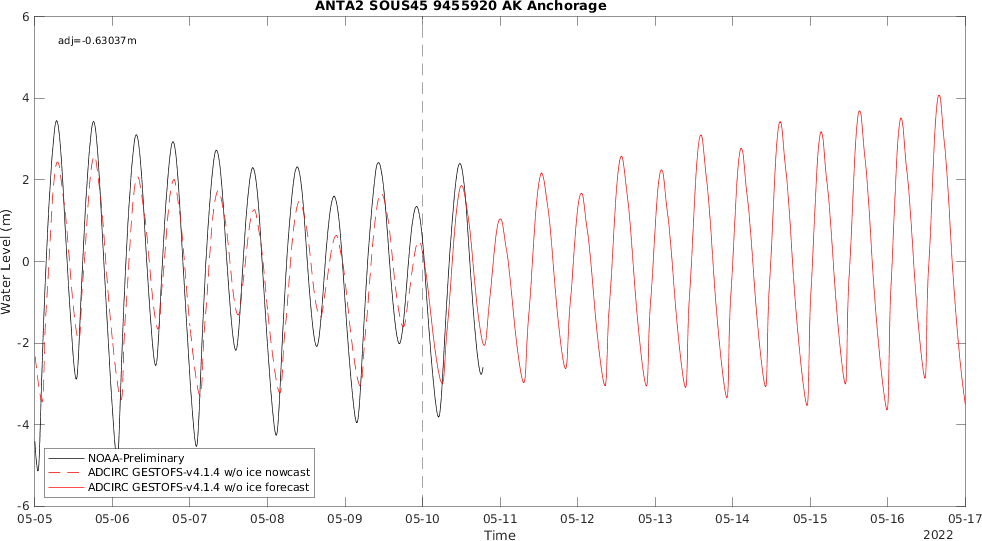 ANTA2 SOUS45 9455920 AK Anchorage
adj=-0.63037m
6
4
2
0
-2
-4
-6
Water Level (m)
NOAA-Preliminary
ADCIRC GESTOFS-v4.1.4 w/o ice nowcast
ADCIRC GESTOFS-v4.1.4 w/o ice forecast
05-05 05-06 05-07 05-08 05-09 05-10 05-11 05-12 05-13 05-14 05-15 05-16 05-17
Time
2022